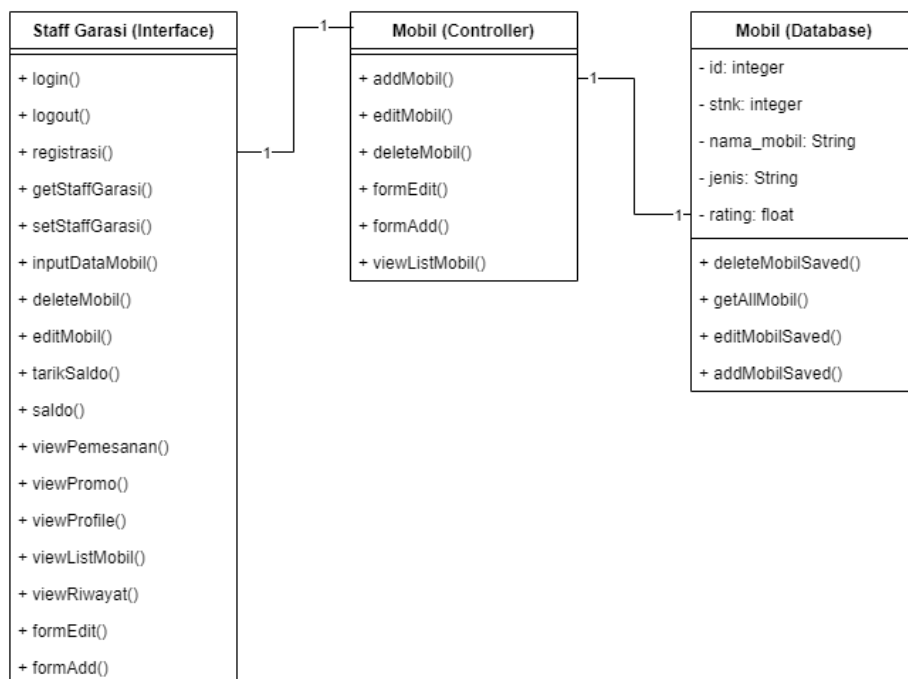 Staff Garasi (Interface)
+ login()
+ logout()
+ registrasi()
+ getStaffGarasi()
+ setStaffGarasi()
+ inputDataMobil()
+ deleteMobil()
+ editMobil()
+ tarikSaldo()
+ saldo()
+ viewPemesanan()
+ viewPromo()
+ viewProfile()
+ viewListMobil()
+ viewRiwayat()
+ formEdit()
+ formAdd()
1
1
Mobil (Controller)
+ addMobil()
+ editMobil()
+ deleteMobil()
+ formEdit()
+ formAdd()
+ viewListMobil()
1
1
Mobil (Database)
- id: integer
- stnk: integer
- nama_mobil: String
- jenis: String
- rating: float
+ deleteMobilSaved()
+ getAllMobil()
+ editMobilSaved()
+ addMobilSaved()